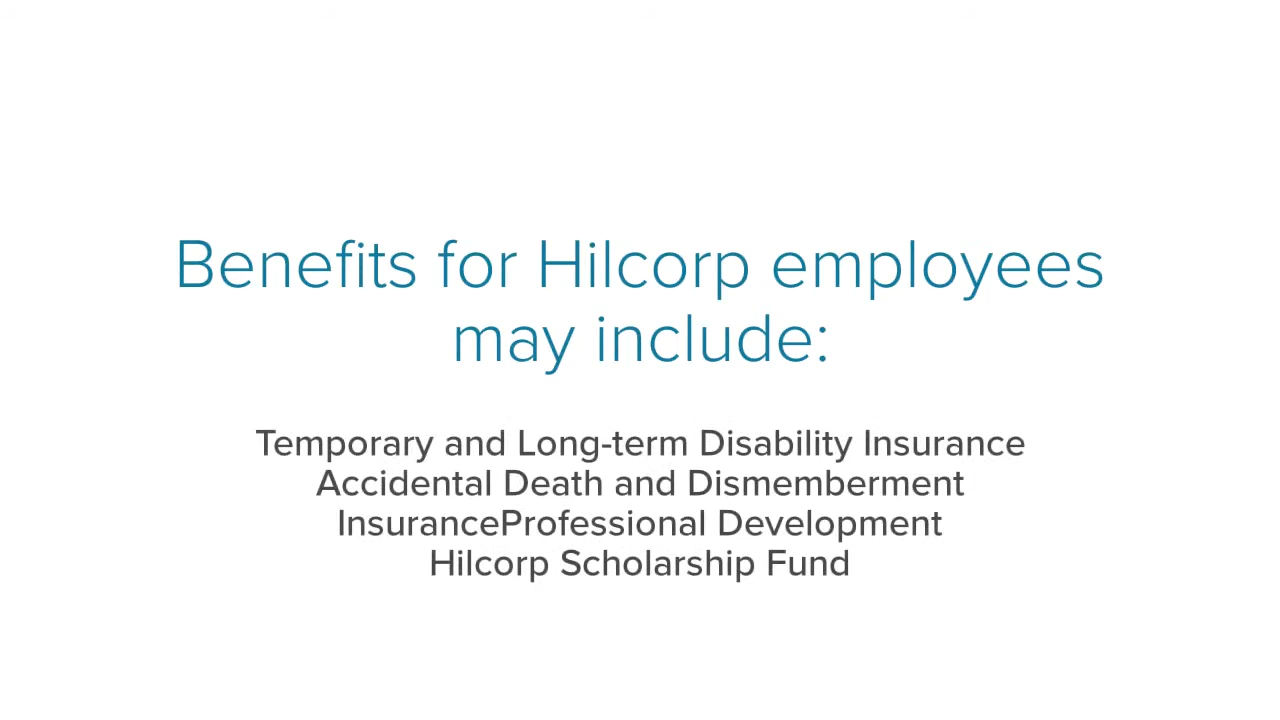 Benefits for Hilcorp employees
may include:
Temporary and Long-term Disability Insurance
Accidental Death and Dismemberment
InsuranceProfessional Development
Hilcorp Scholarship Fund